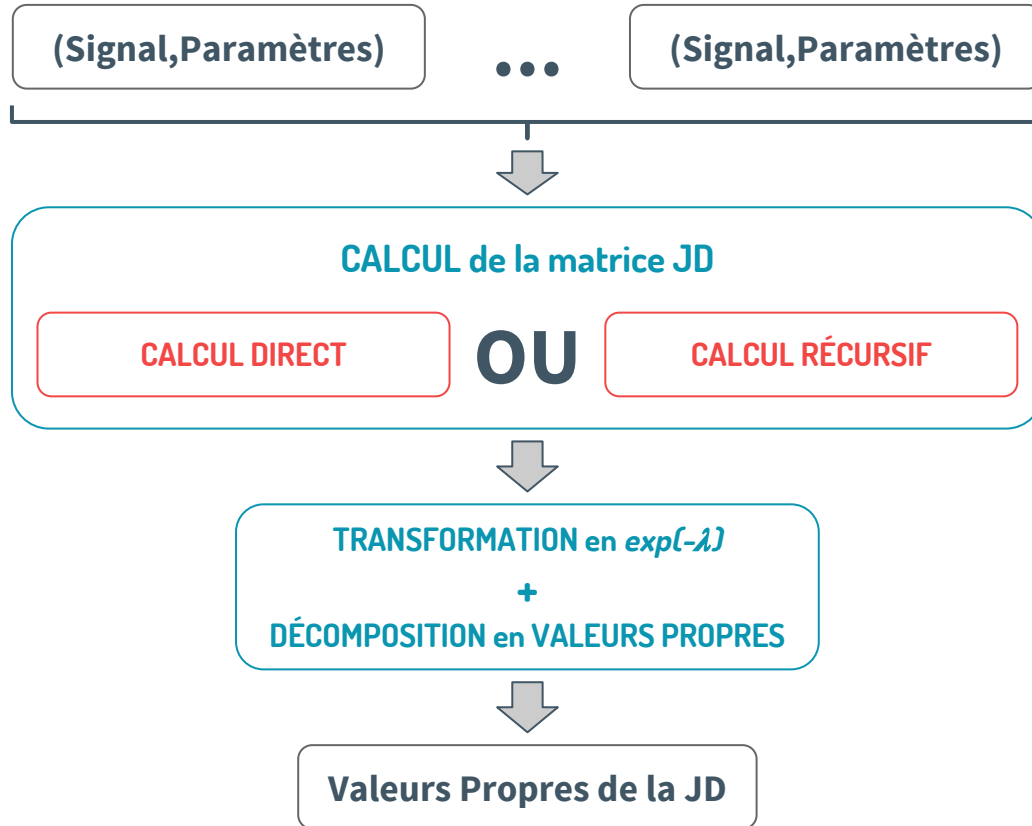 (Signal,Paramètres) ... (Signal,Paramètres)
CALCUL de la matrice JD
CALCUL DIRECT OU CALCUL RÉCURSIF
TRANSFORMATION en exp(-λ)
+
DÉCOMPOSITION en VALEURS PROPRES
Valeurs Propres de la JD